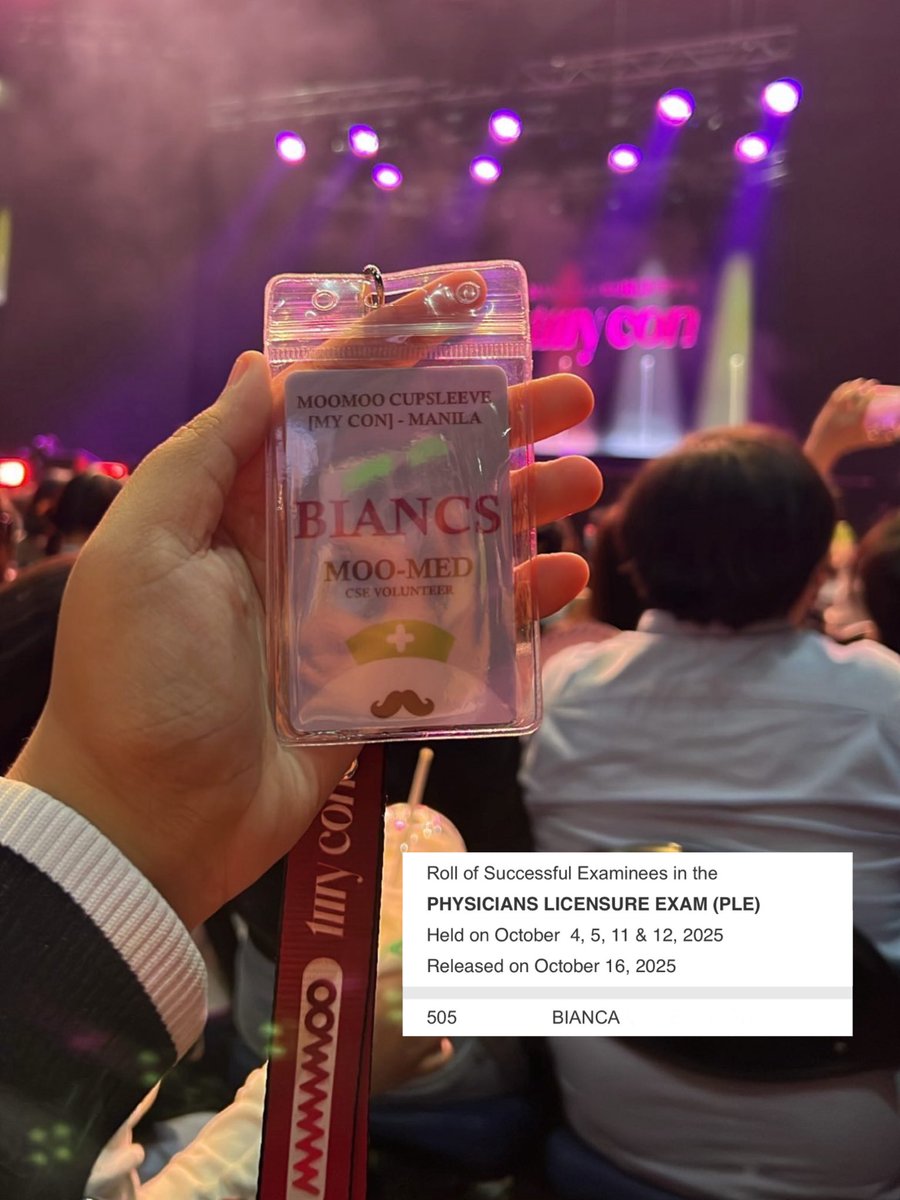 my con
MOOMOO CUPSLEEVE
[MY CON] - MANILA
BIANCS
MOO-MED
CSE VOLUNTEER
my con
MAMAMOO
Roll of Successful Examinees in the
PHYSICIANS LICENSURE EXAM (PLE)
Held on October 4, 5, 11 & 12, 2025
Released on October 16, 2025
505 BIANCA